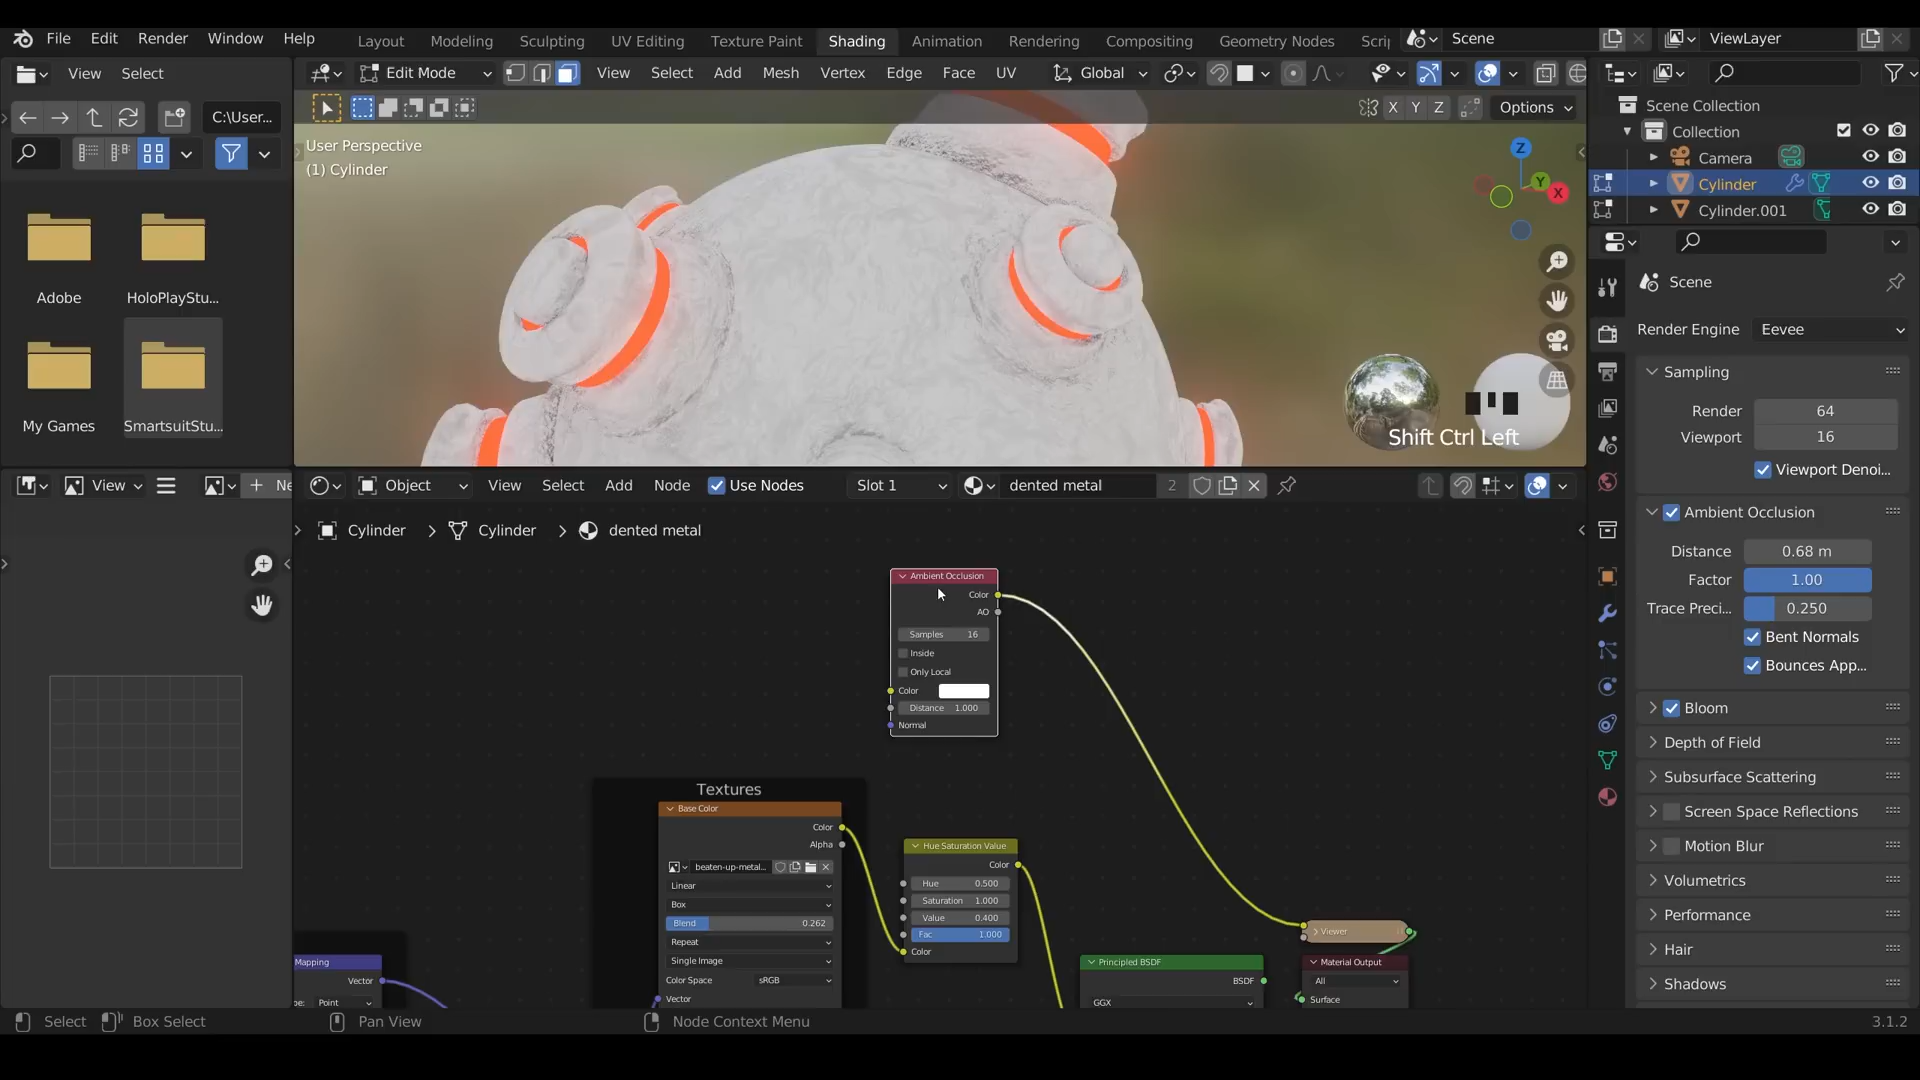 File Edit Render Window Help
Layout Modeling Sculpting UV Editing Texture Paint Shading Animation Rendering Compositing Geometry Nodes Scrip
Scene
ViewLayer
View Select
Edit Mode
View Select Add Mesh Vertex Edge Face UV
Global
C:\User...
X Y Z
Options
User Perspective
(1) Cylinder
Z
Y
X
Shift Ctrl Left
Scene Collection
Collection
Camera
Cylinder
Cylinder.001
Adobe
HoloPlayStu...
My Games
SmartsuitStu...
Scene
Render Engine Eevee
Sampling
Render 64
Viewport 16
Viewport Denoi...
Ambient Occlusion
Distance 0.68 m
Factor 1.00
Trace Preci... 0.250
Bent Normals
Bounces App...
Bloom
Depth of Field
Subsurface Scattering
Screen Space Reflections
Motion Blur
Volumetrics
Performance
Hair
Shadows
View
Ne
Object
View Select Add Node
Use Nodes
Slot 1
dented metal
2
Cylinder
Cylinder
dented metal
Ambient Occlusion
Color
AO
Samples 16
Inside
Only Local
Color
Distance 1.000
Normal
Textures
Base Color
Color
Alpha
beaten-up-metal...
Linear
Box
Blend 0.262
Repeat
Single Image
Color Space sRGB
Vector
Hue Saturation Value
Color
Hue 0.500
Saturation 1.000
Value 0.400
Fac 1.000
Color
Mapping
Vector
pe: Point
Principled BSDF
BSDF
GGX
Viewer
Material Output
All
Surface
Select
Box Select
Pan View
Node Context Menu
3.1.2